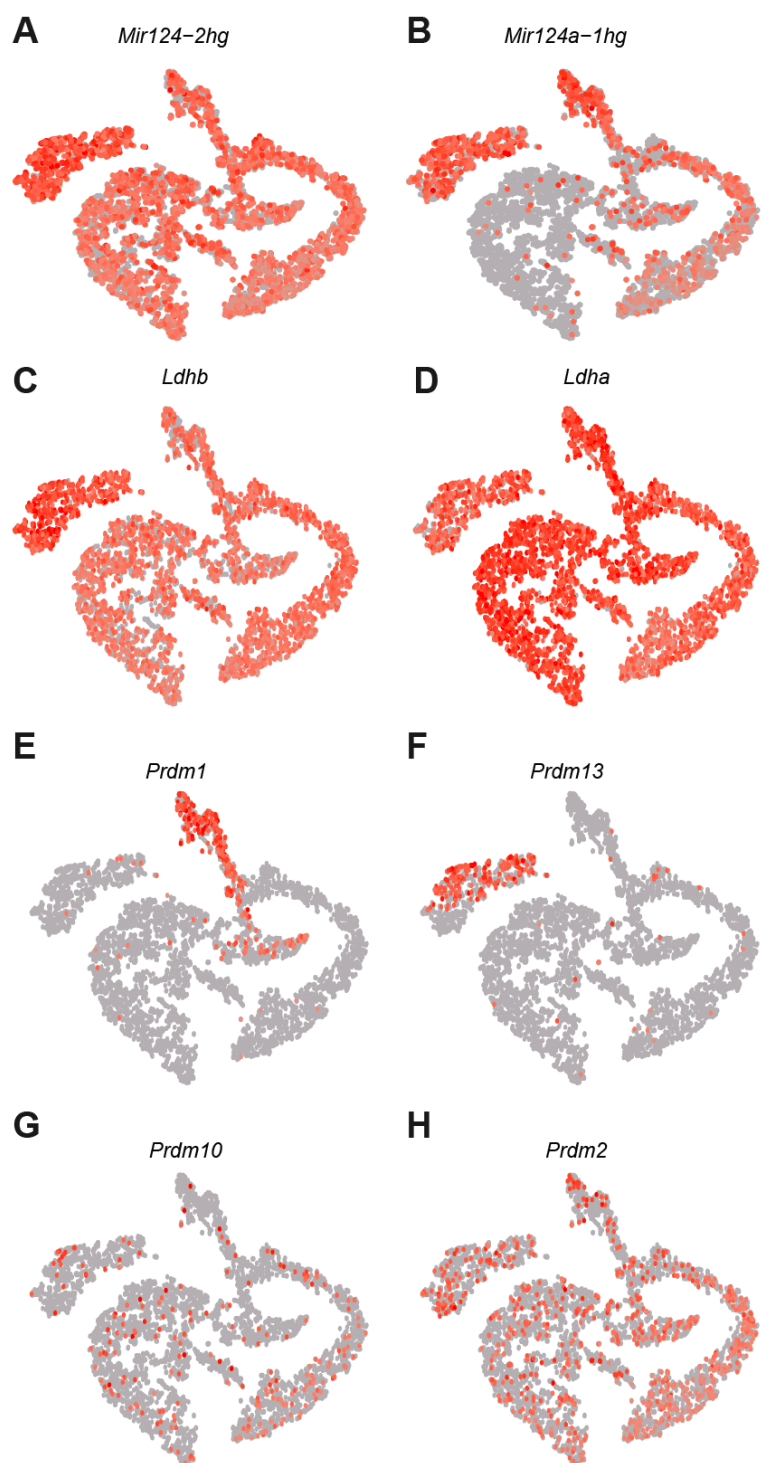 A
Mir124−2hg
B
Mir124a−1hg
C
Ldhb
D
Ldha
E
Prdm1
F
Prdm13
G
Prdm10
H
Prdm2